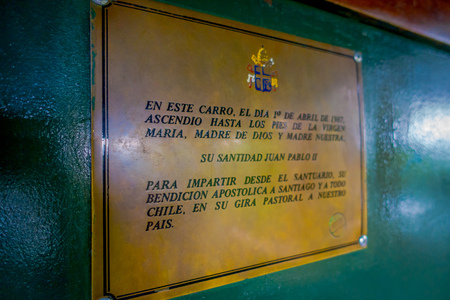 EN ESTE CARRO, EL DIA 1º DE ABRIL DE 1987,
ASCENDIO HASTA LOS PIES DE LA VIRGEN
MARIA, MADRE DE DIOS Y MADRE NUESTRA,
SU SANTIDAD JUAN PABLO II
PARA IMPARTIR DESDE EL SANTUARIO, SU
BENDICION APOSTOLICA A SANTIAGO Y A TODO
CHILE, EN SU GIRA PASTORAL A NUESTRO
PAIS.